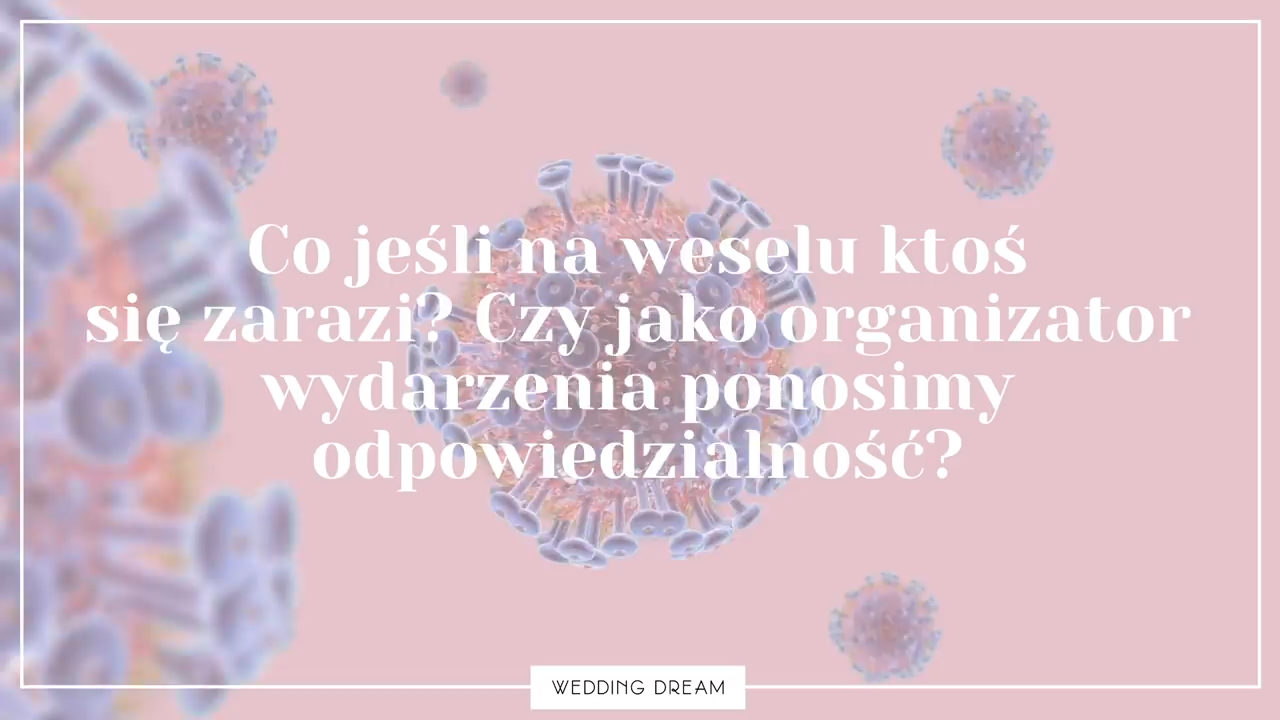 Co jeśli na weselu ktoś
się zarazi? Czy jako organizator
wydarzenia ponosimy
odpowiedzialność?
WEDDING DREAM